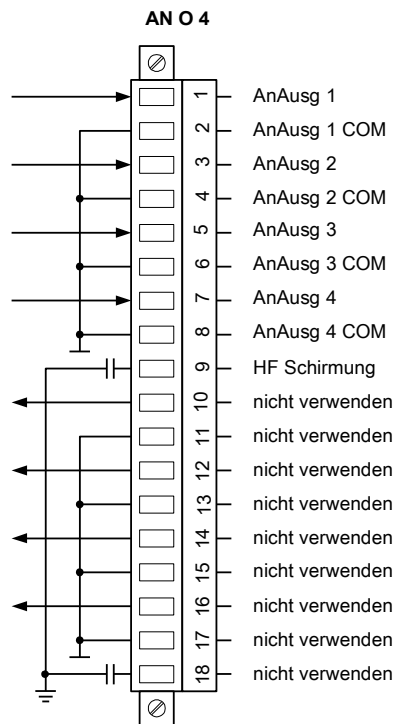 AN O 4
1 AnAusg 1
2 AnAusg 1 COM
3 AnAusg 2
4 AnAusg 2 COM
5 AnAusg 3
6 AnAusg 3 COM
7 AnAusg 4
8 AnAusg 4 COM
9 HF Schirmung
10 nicht verwenden
11 nicht verwenden
12 nicht verwenden
13 nicht verwenden
14 nicht verwenden
15 nicht verwenden
16 nicht verwenden
17 nicht verwenden
18 nicht verwenden